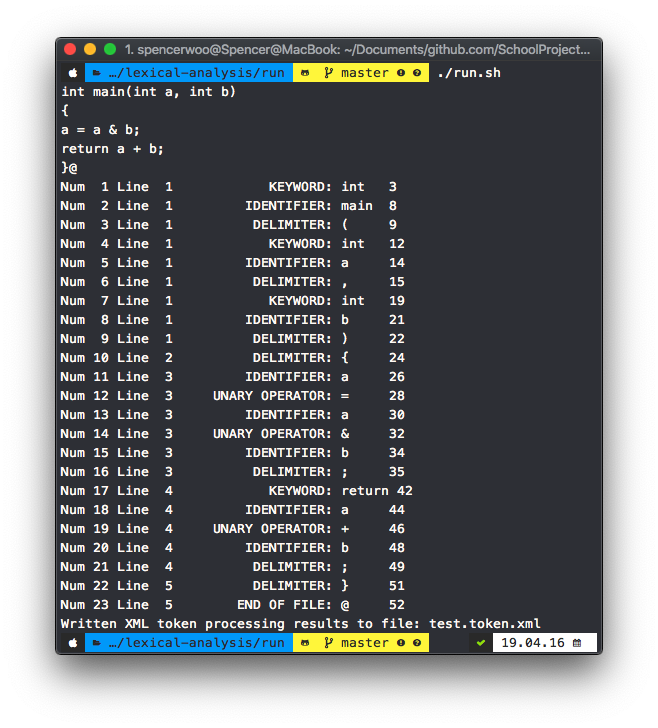 1. spencerwoo@Spencer@MacBook: ~/Documents/github.com/SchoolProject...
…/lexical-analysis/run master ./run.sh
int main(int a, int b)
{
a = a & b;
return a + b;
}@
Num  1 Line  1            KEYWORD: int   3
Num  2 Line  1         IDENTIFIER: main  8
Num  3 Line  1          DELIMITER: (     9
Num  4 Line  1            KEYWORD: int   12
Num  5 Line  1         IDENTIFIER: a     14
Num  6 Line  1          DELIMITER: ,     15
Num  7 Line  1            KEYWORD: int   19
Num  8 Line  1         IDENTIFIER: b     21
Num  9 Line  1          DELIMITER: )     22
Num 10 Line  2          DELIMITER: {     24
Num 11 Line  3         IDENTIFIER: a     26
Num 12 Line  3     UNARY OPERATOR: =     28
Num 13 Line  3         IDENTIFIER: a     30
Num 14 Line  3     UNARY OPERATOR: &     32
Num 15 Line  3         IDENTIFIER: b     34
Num 16 Line  3          DELIMITER: ;     35
Num 17 Line  4            KEYWORD: return 42
Num 18 Line  4         IDENTIFIER: a     44
Num 19 Line  4     UNARY OPERATOR: +     46
Num 20 Line  4         IDENTIFIER: b     48
Num 21 Line  4          DELIMITER: ;     49
Num 22 Line  5          DELIMITER: }     51
Num 23 Line  5        END OF FILE: @     52
Written XML token processing results to file: test.token.xml
…/lexical-analysis/run master ✔ 19.04.16